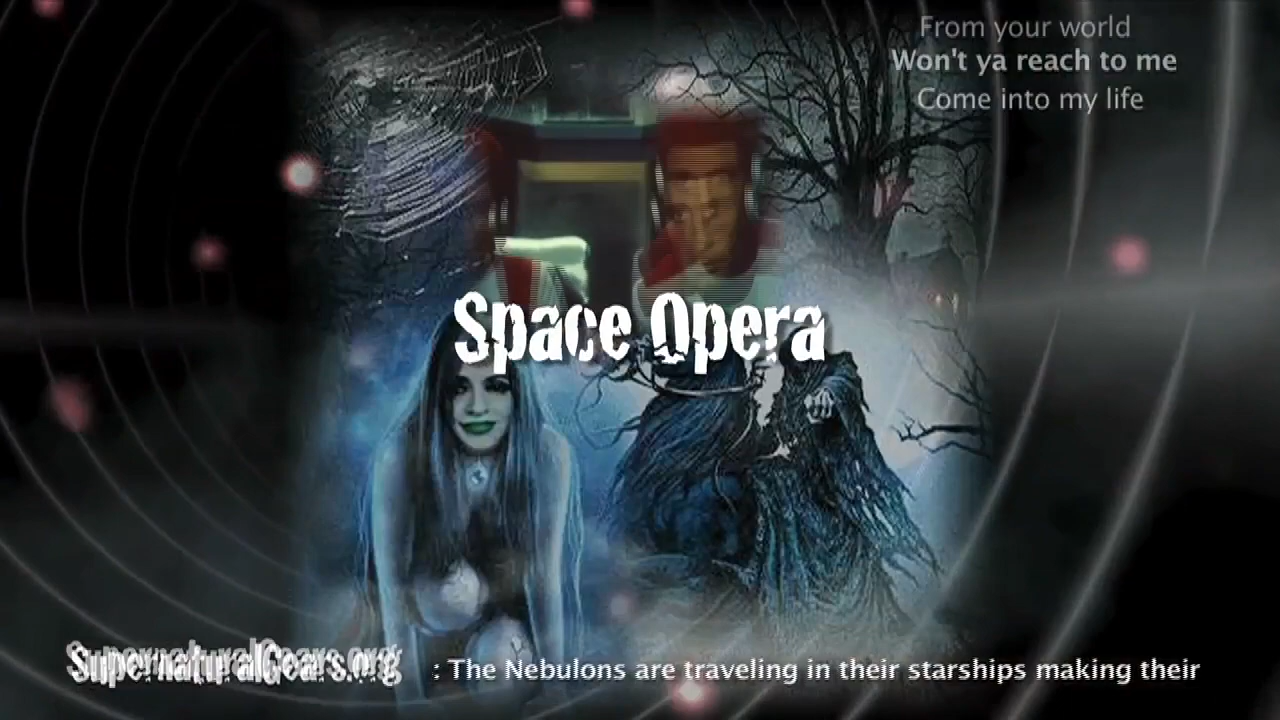 From your world
Won't ya reach to me
Come into my life
Space Opera
SupernaturalGears.org
: The Nebulons are traveling in their starships making their